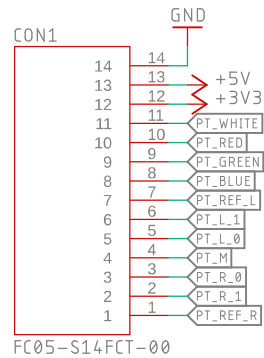 GND
CON1
14 14
13 13 +5V
12 12 +3V3
11 11 PT_WHITE
10 10 PT_RED
9 9 PT_GREEN
8 8 PT_BLUE
7 7 PT_REF_L
6 6 PT_L_1
5 5 PT_L_0
4 4 PT_M
3 3 PT_R_0
2 2 PT_R_1
1 1 PT_REF_R
FC05-S14FCT-00